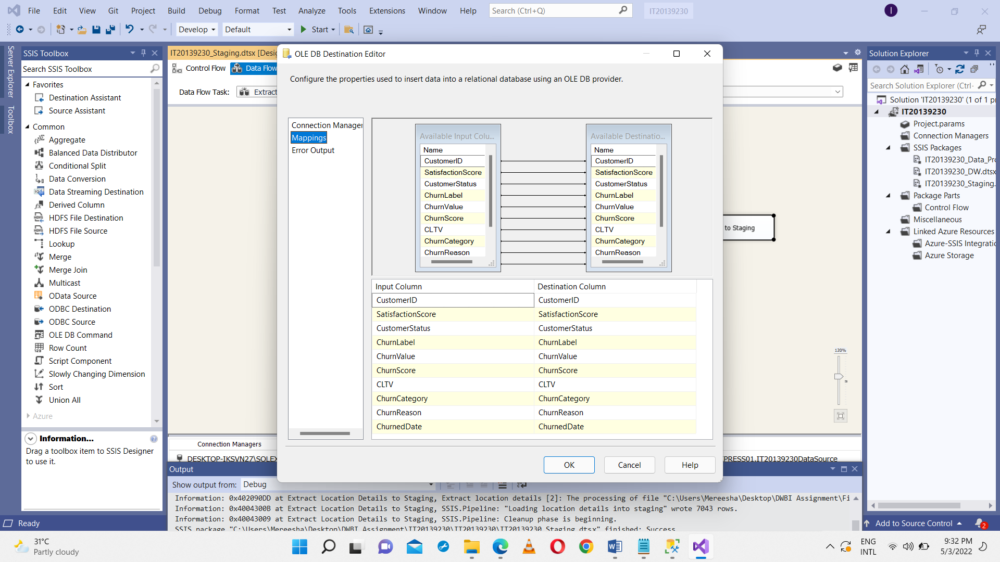 File Edit View Git Project Build Debug Format Test Analyze Tools Extensions Window Help Search (Ctrl+Q) IT20139230 I
Develop Default Start
Server Explorer
Toolbox
SSIS Toolbox
Search SSIS Toolbox
Favorites
Destination Assistant
Source Assistant
Common
Aggregate
Balanced Data Distributor
Conditional Split
Data Conversion
Data Streaming Destination
Derived Column
HDFS File Destination
HDFS File Source
Lookup
Merge
Merge Join
Multicast
OData Source
ODBC Destination
ODBC Source
OLE DB Command
Row Count
Script Component
Slowly Changing Dimension
Sort
Union All
Azure
Information...
Drag a toolbox item to SSIS Designer
to use it.
IT20139230_Staging.dtsx [Desig
Control Flow Data Flow
Data Flow Task: Extract
OLE DB Destination Editor
Configure the properties used to insert data into a relational database using an OLE DB provider.
Connection Manager
Mappings
Error Output
Available Input Colu...
Name
CustomerID
SatisfactionScore
CustomerStatus
ChurnLabel
ChurnValue
ChurnScore
CLTV
ChurnCategory
ChurnReason
Available Destinatio...
Name
CustomerID
SatisfactionScore
CustomerStatus
ChurnLabel
ChurnValue
ChurnScore
CLTV
ChurnCategory
ChurnReason
Input Column Destination Column
CustomerID CustomerID
SatisfactionScore SatisfactionScore
CustomerStatus CustomerStatus
ChurnLabel ChurnLabel
ChurnValue ChurnValue
ChurnScore ChurnScore
CLTV CLTV
ChurnCategory ChurnCategory
ChurnReason ChurnReason
ChurnedDate ChurnedDate
OK Cancel Help
to Staging
120%
Connection Managers
DESKTOP-IKSVN27\SQLEX PRESS01.IT20139230DataSource
Output
Show output from: Debug
Information: 0x402090DD at Extract Location Details to Staging, Extract location details [2]: The processing of file "C:\Users\Mereesha\Desktop\DWBI Assignment\Fi
Information: 0x4004300B at Extract Location Details to Staging, SSIS.Pipeline: "Loading location details into staging" wrote 7043 rows.
Information: 0x40043009 at Extract Location Details to Staging, SSIS.Pipeline: Cleanup phase is beginning.
SSIS package "C:\Users\Mereesha\Desktop\DWBI Assignment\IT20139230\IT20139230\IT20139230_Staging.dtsx" finished: Success.
Solution Explorer
Search Solution Explorer (Ctrl-
Solution 'IT20139230' (1 of 1 pr
IT20139230
Project.params
Connection Managers
SSIS Packages
IT20139230_Data_Pro
IT20139230_DW.dtsx
IT20139230_Staging.
Package Parts
Control Flow
Miscellaneous
Linked Azure Resources
Azure-SSIS Integratic
Azure Storage
Ready
Add to Source Control 2
31°C
Partly cloudy
ENG
INTL
9:32 PM
5/3/2022